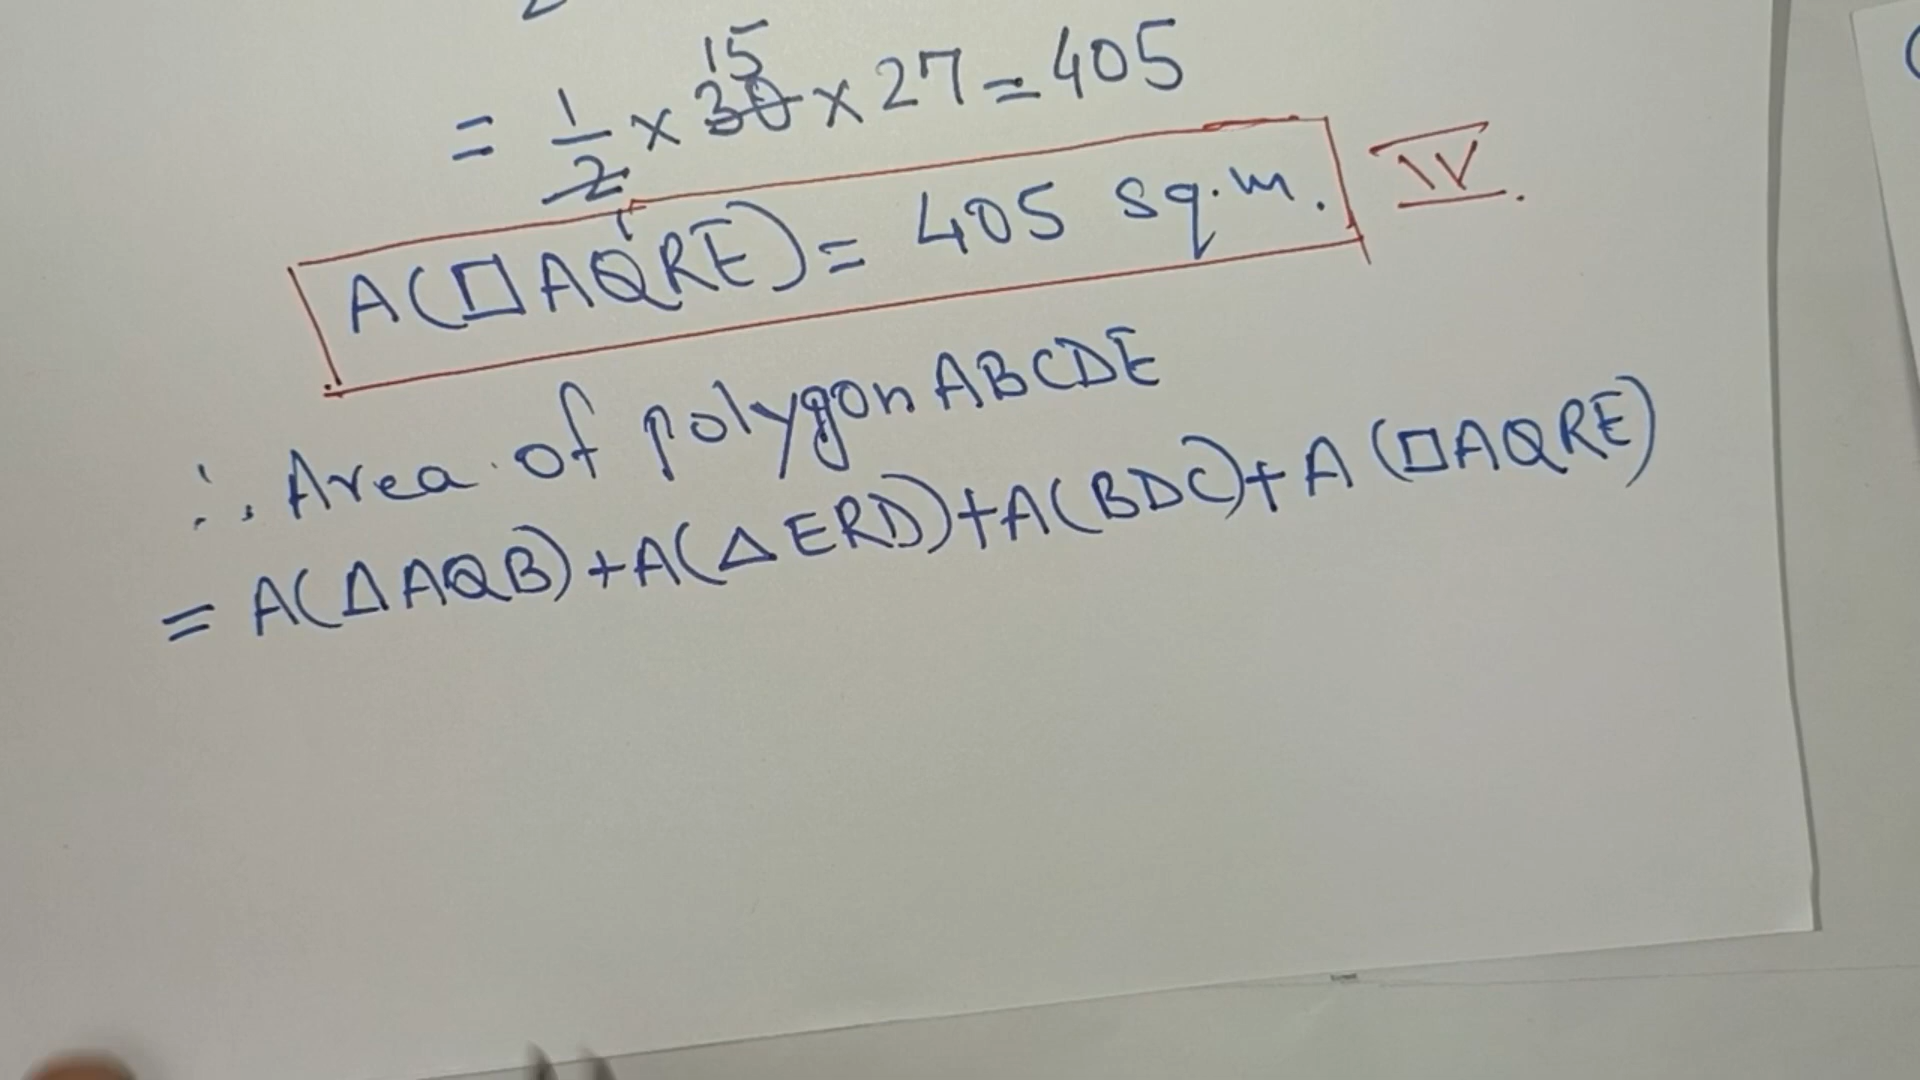 = 1/2 × 30 15 × 27 = 405
A(□AQRE) = 405 sq.m. IV.
∴ Area of polygon ABCDE
= A(△AQB)+A(△ERD)+A(BDC)+A(□AQRE)